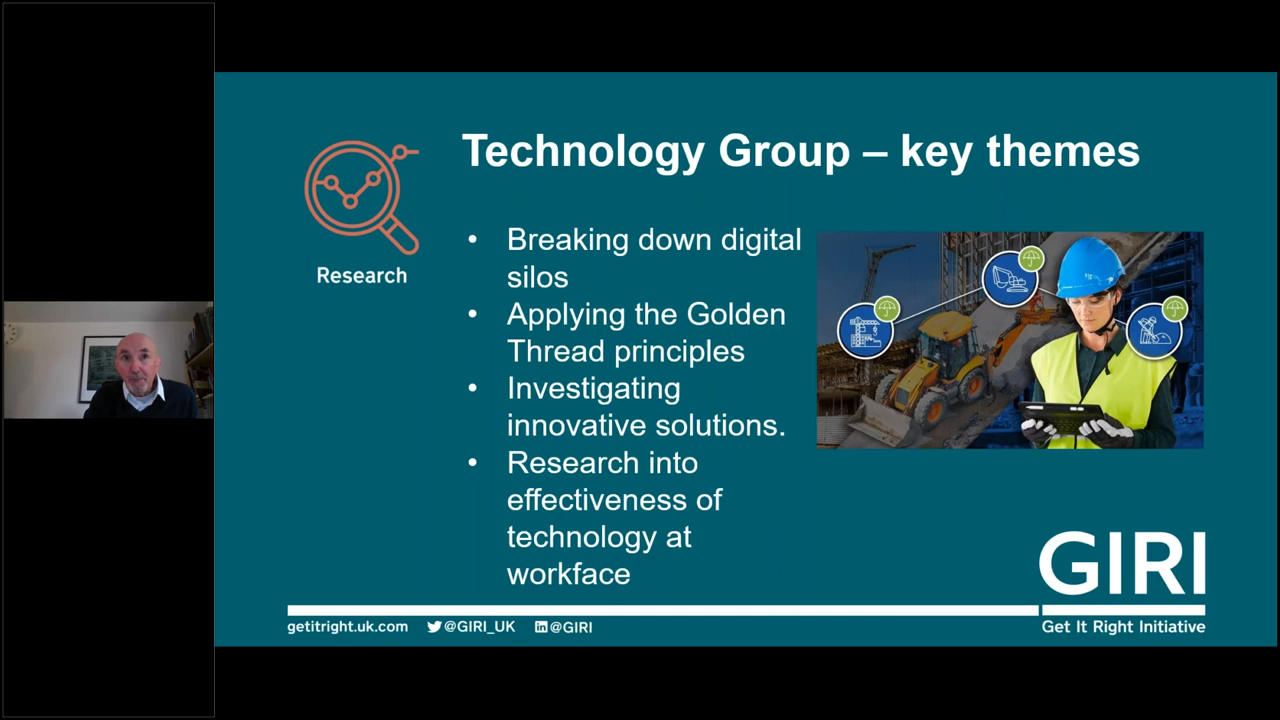 Technology Group – key themes
Research
• Breaking down digital
silos
• Applying the Golden
Thread principles
• Investigating
innovative solutions.
• Research into
effectiveness of
technology at
workface
GIRI
Get It Right Initiative
getitright.uk.com @GIRI_UK in @GIRI